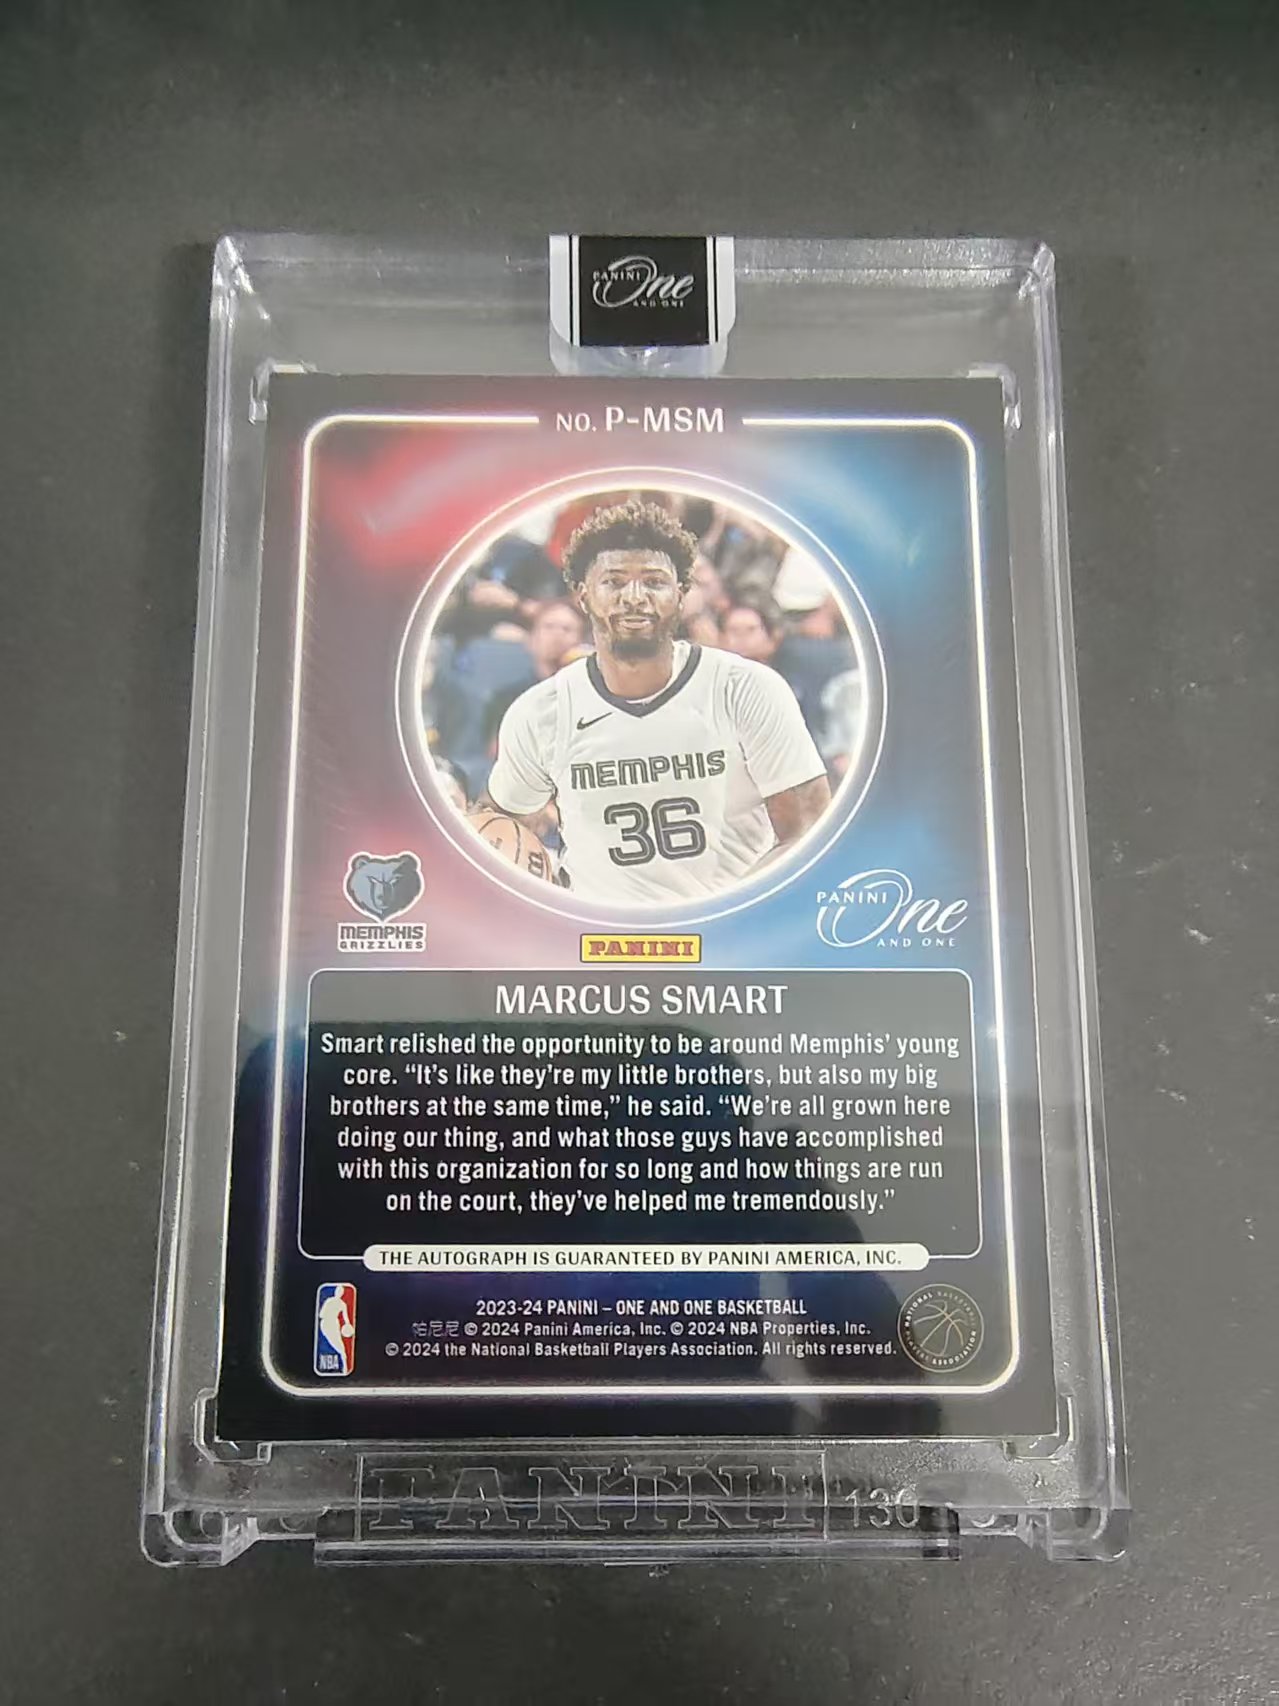 PANINI One
AND ONE
NO. P-MSM
MEMPHIS
36
MEMPHIS
GRIZZLIES
PANINI One
AND ONE
PANINI
MARCUS SMART
Smart relished the opportunity to be around Memphis’ young
core. “It’s like they’re my little brothers, but also my big
brothers at the same time,” he said. “We’re all grown here
doing our thing, and what those guys have accomplished
with this organization for so long and how things are run
on the court, they’ve helped me tremendously.”
THE AUTOGRAPH IS GUARANTEED BY PANINI AMERICA, INC.
2023-24 PANINI – ONE AND ONE BASKETBALL
帕尼尼 © 2024 Panini America, Inc. © 2024 NBA Properties, Inc.
© 2024 the National Basketball Players Association. All rights reserved.
NBA
NATIONAL BASKETBALL PLAYERS ASSOCIATION
PANINI 130